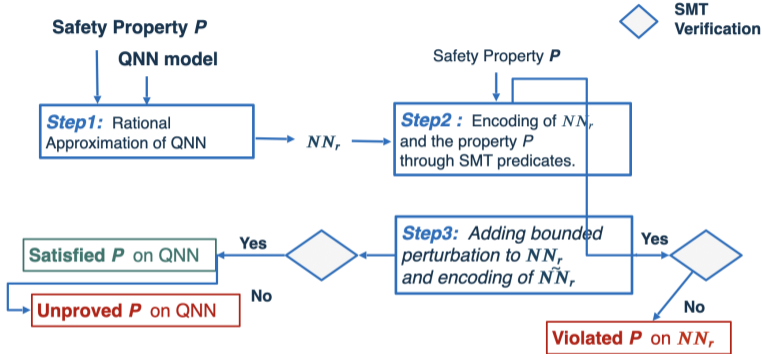 SMT
Verification
Safety Property P
QNN model
Safety Property P
Step1: Rational
Approximation of QNN
NNᵣ
Step2 : Encoding of NNᵣ
and the property P
through SMT predicates.
Step3: Adding bounded
perturbation to NNᵣ
and encoding of ÑNᵣ
Yes
Yes
Satisfied P on QNN
No
Unproved P on QNN
No
Violated P on NNᵣ